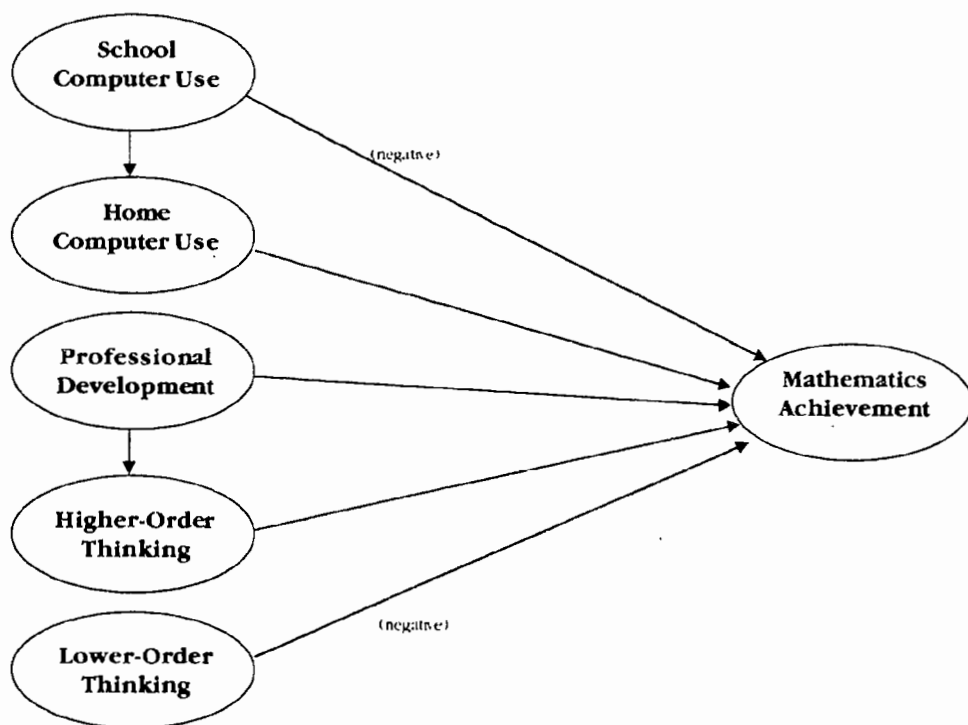 School
Computer Use
(negative)
Home
Computer Use
Professional
Development
Mathematics
Achievement
Higher-Order
Thinking
(negative)
Lower-Order
Thinking